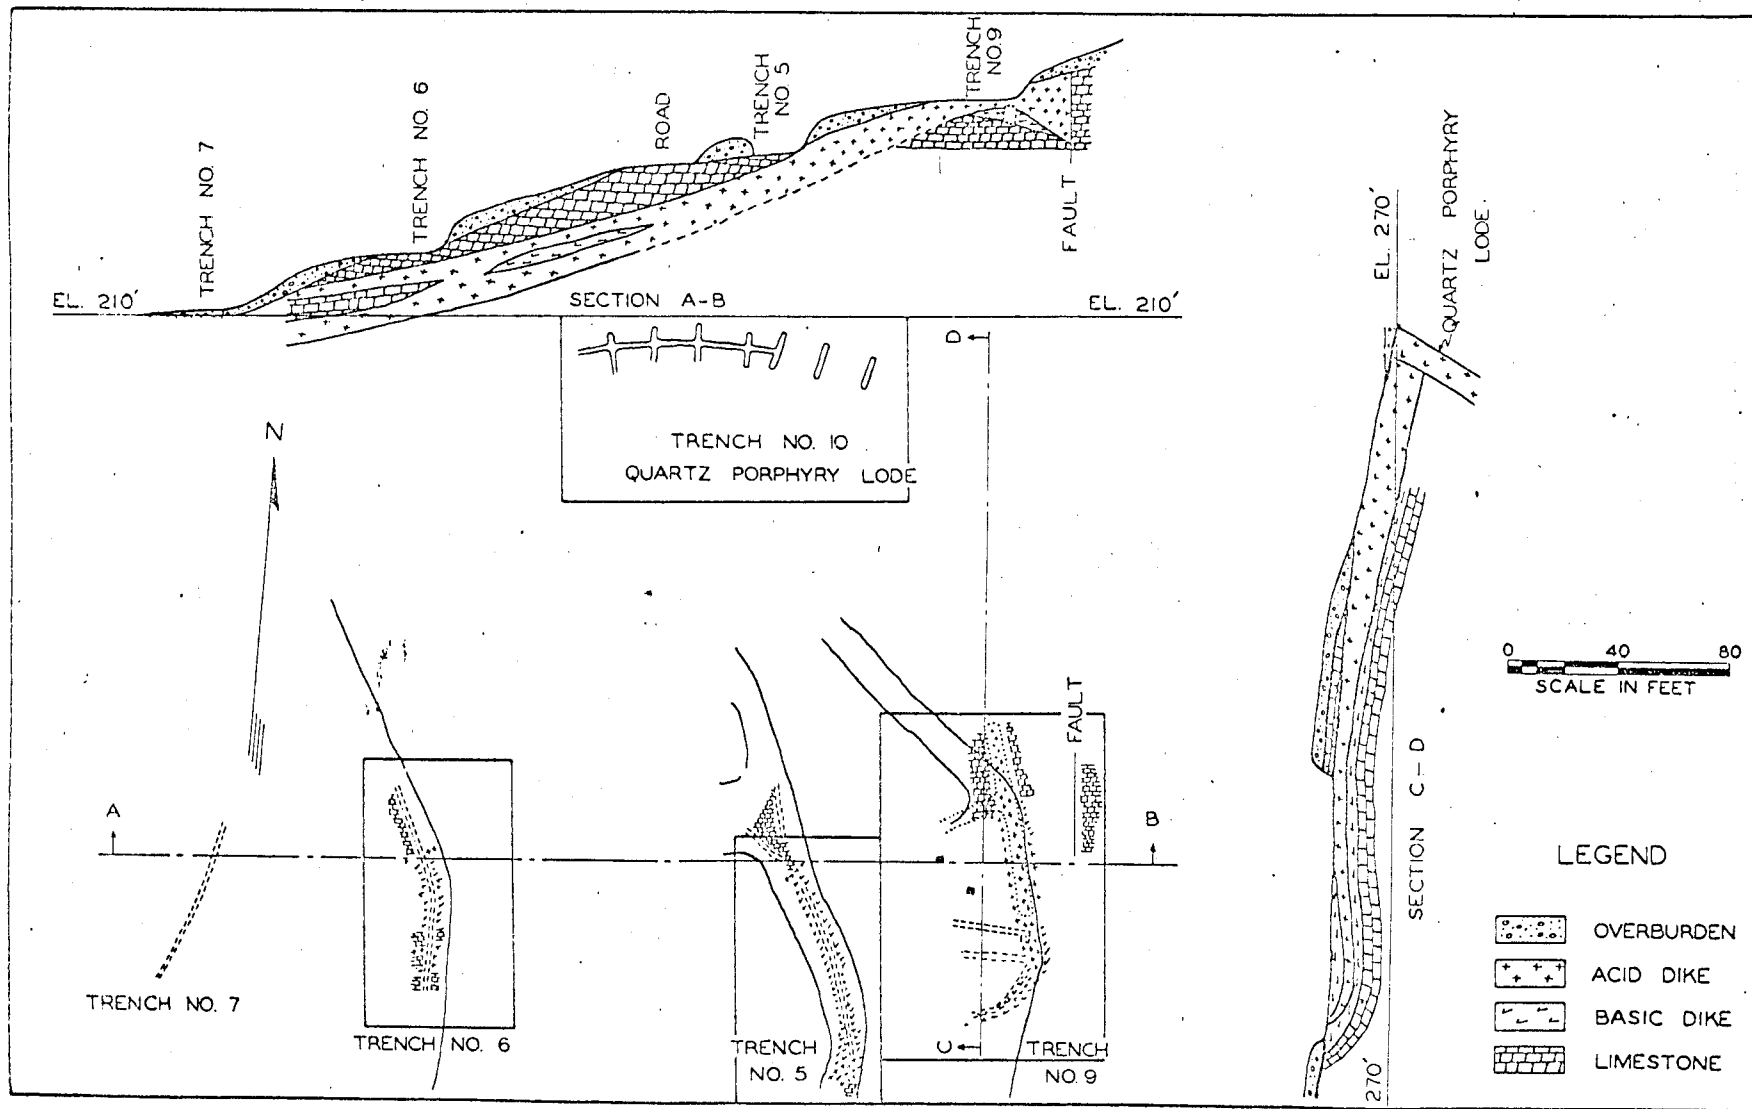 TRENCH NO. 7
TRENCH NO. 6
ROAD
TRENCH
NO. 5
TRENCH
NO. 9
FAULT
EL. 210'
SECTION A-B
EL. 210'
D
TRENCH NO. 10
QUARTZ PORPHYRY LODE
N
A
B
FAULT
C
TRENCH NO. 7
TRENCH NO. 6
TRENCH
NO. 5
TRENCH
NO. 9
EL. 270'
QUARTZ PORPHYRY
LODE.
SECTION C-D
270'
0 40 80
SCALE IN FEET
LEGEND
OVERBURDEN
ACID DIKE
BASIC DIKE
LIMESTONE